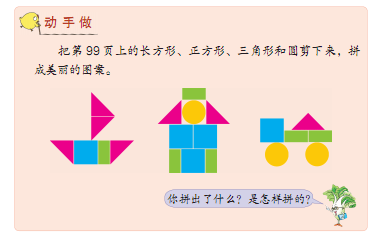 动手做
把第99页上的长方形、正方形、三角形和圆剪下来，拼
成美丽的图案。
你拼出了什么？是怎样拼的？